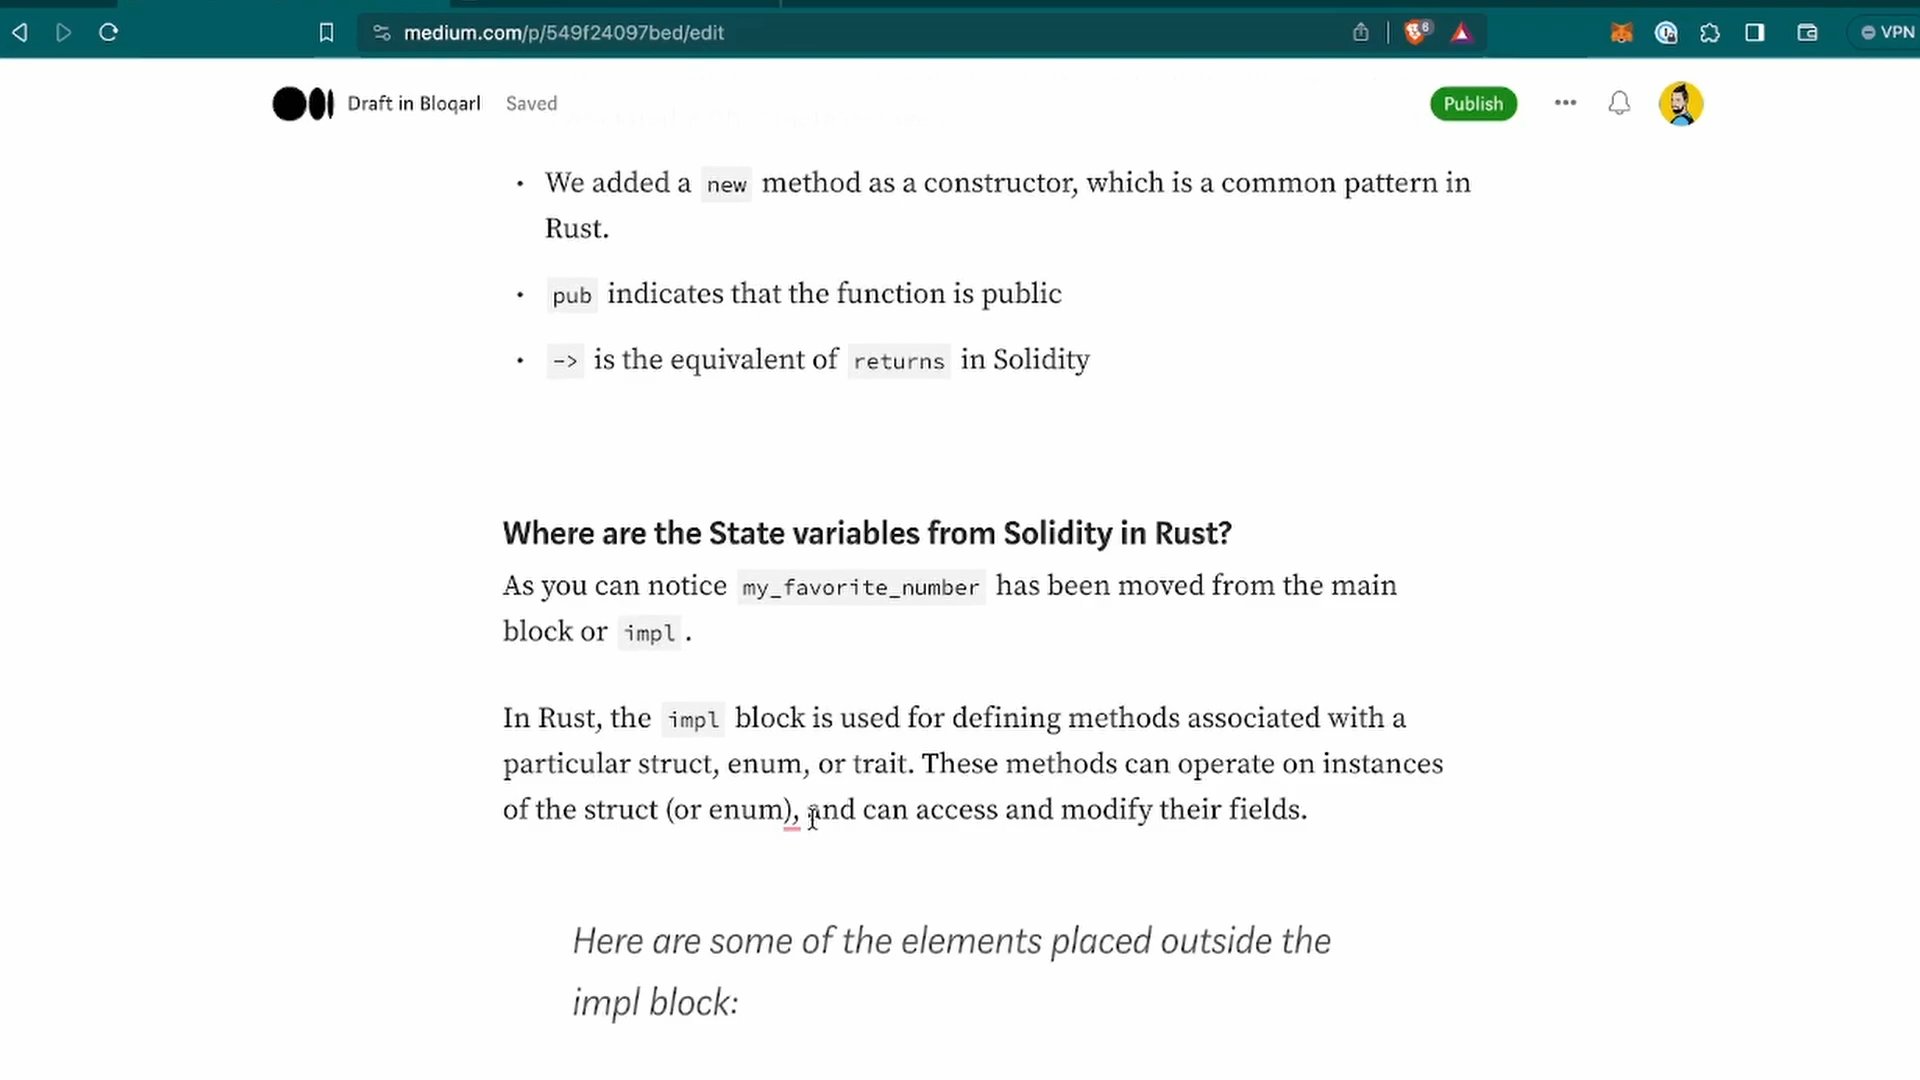 medium.com/p/549f24097bed/edit
6
VPN
Draft in Bloqarl Saved
Publish
• We added a new method as a constructor, which is a common pattern in
Rust.
• pub indicates that the function is public
• -> is the equivalent of returns in Solidity
Where are the State variables from Solidity in Rust?
As you can notice my_favorite_number has been moved from the main
block or impl.
In Rust, the impl block is used for defining methods associated with a
particular struct, enum, or trait. These methods can operate on instances
of the struct (or enum), and can access and modify their fields.
Here are some of the elements placed outside the
impl block: